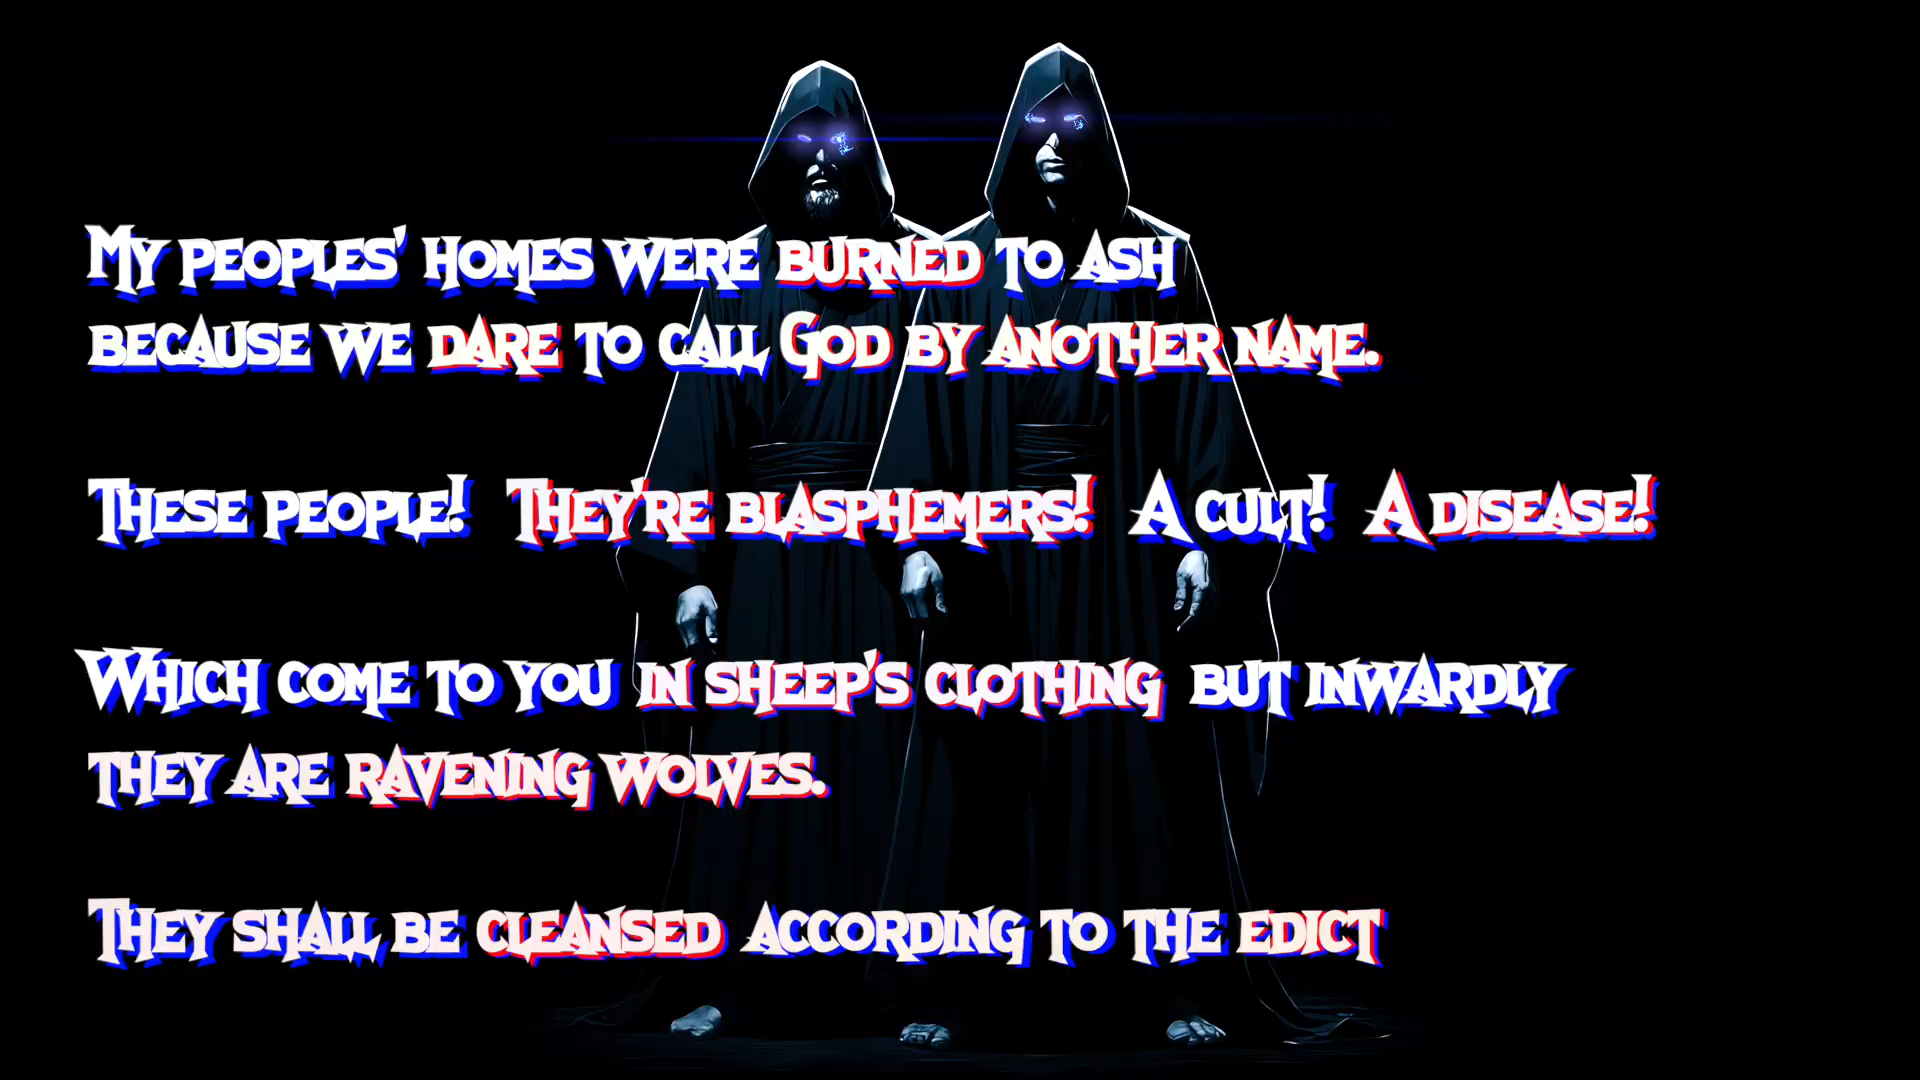 My peoples' homes were burned to ash
because we dare to call God by another name.
These people! They're blasphemers! A cult! A disease!
Which come to you in sheep's clothing but inwardly
they are ravening wolves.
They shall be cleansed according to the edict